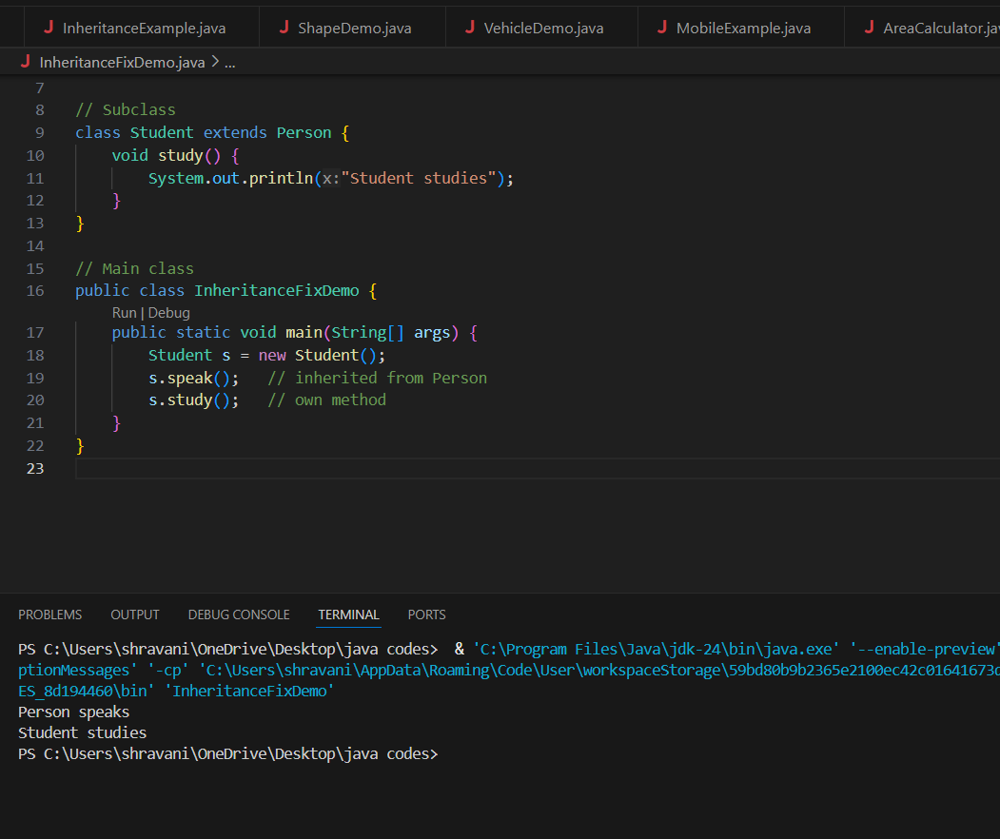 InheritanceExample.java ShapeDemo.java VehicleDemo.java MobileExample.java AreaCalculator.jav
InheritanceFixDemo.java > ...
7
8 // Subclass
9 class Student extends Person {
10 void study() {
11 System.out.println(x:"Student studies");
12 }
13 }
14
15 // Main class
16 public class InheritanceFixDemo {
Run | Debug
17 public static void main(String[] args) {
18 Student s = new Student();
19 s.speak(); // inherited from Person
20 s.study(); // own method
21 }
22 }
23
PROBLEMS OUTPUT DEBUG CONSOLE TERMINAL PORTS
PS C:\Users\shravani\OneDrive\Desktop\java codes> & 'C:\Program Files\Java\jdk-24\bin\java.exe' '--enable-preview'
ptionMessages' '-cp' 'C:\Users\shravani\AppData\Roaming\Code\User\workspaceStorage\59bd80b9b2365e2100ec42c01641673d
ES_8d194460\bin' 'InheritanceFixDemo'
Person speaks
Student studies
PS C:\Users\shravani\OneDrive\Desktop\java codes>